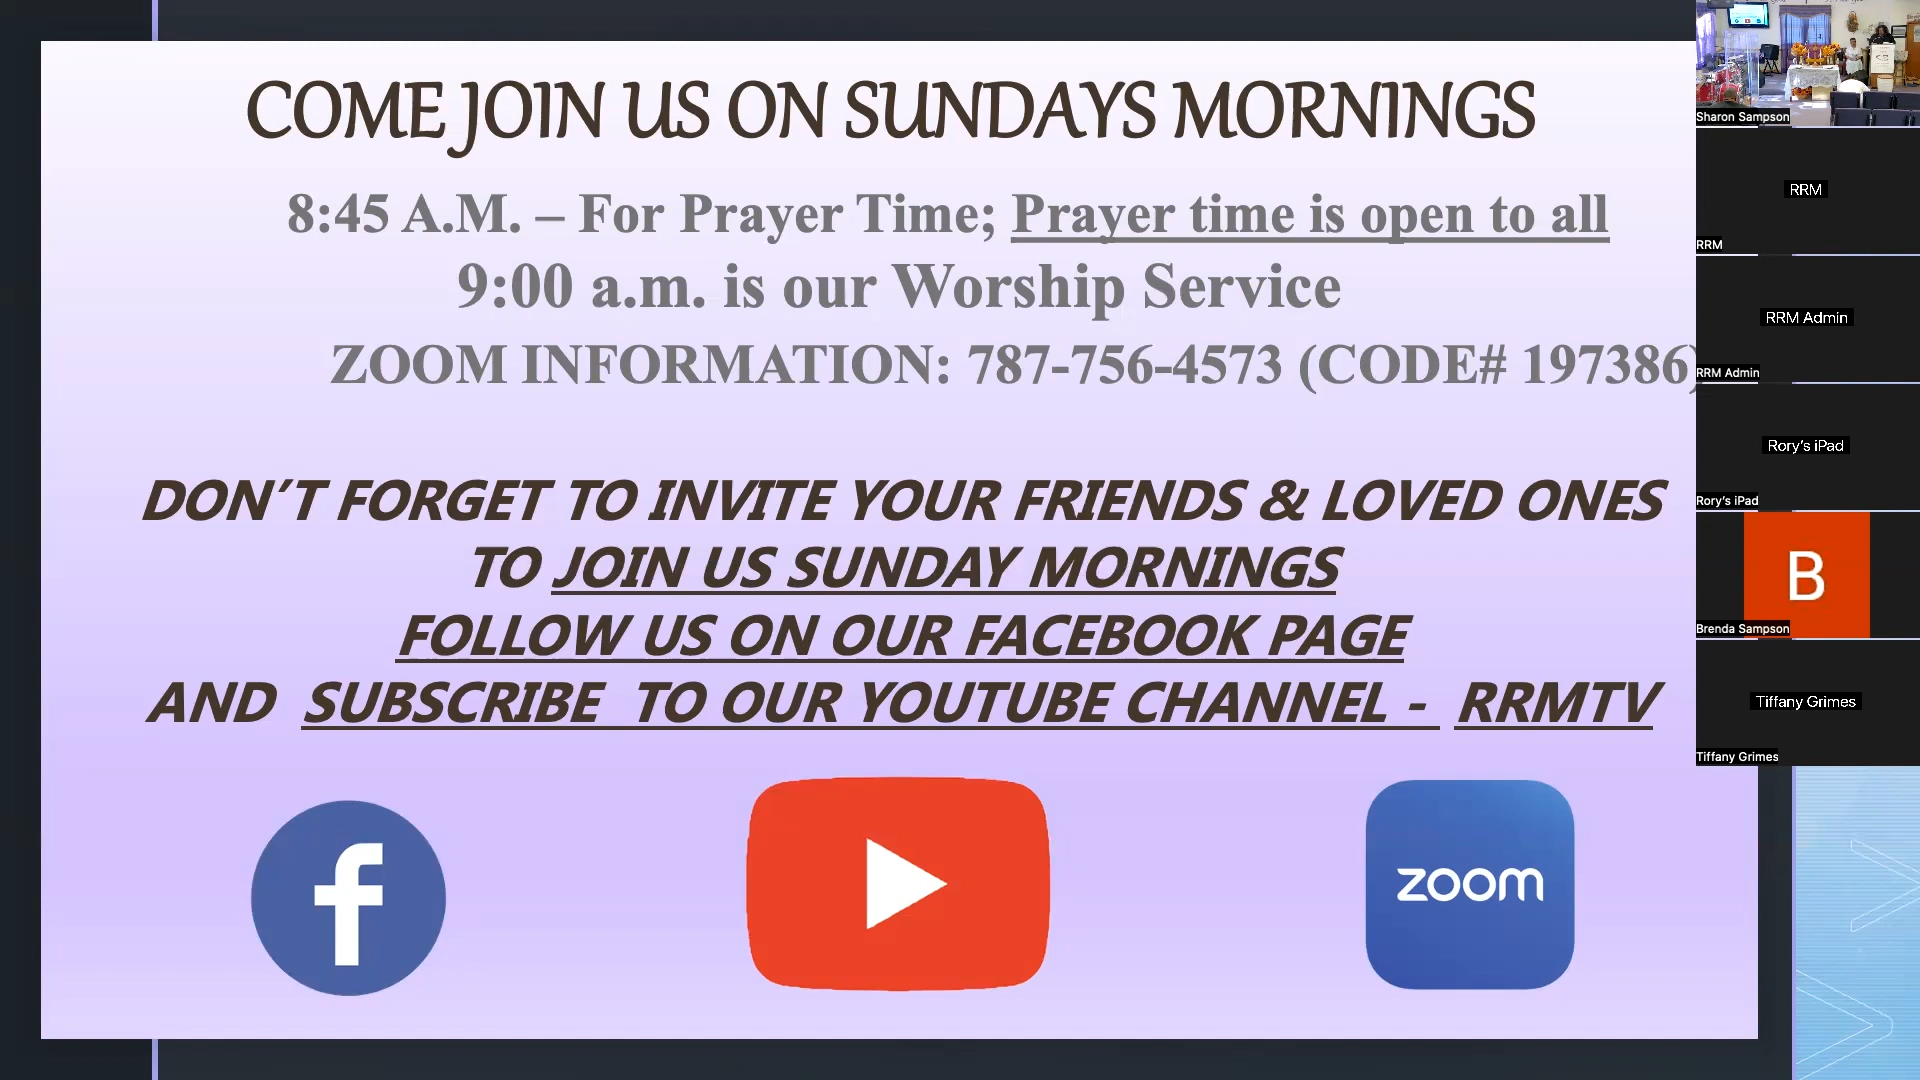 COME JOIN US ON SUNDAYS MORNINGS
8:45 A.M. – For Prayer Time; Prayer time is open to all
9:00 a.m. is our Worship Service
ZOOM INFORMATION: 787-756-4573 (CODE# 197386)
DON'T FORGET TO INVITE YOUR FRIENDS & LOVED ONES
TO JOIN US SUNDAY MORNINGS
FOLLOW US ON OUR FACEBOOK PAGE
AND SUBSCRIBE TO OUR YOUTUBE CHANNEL - RRMTV
f
zoom
Sharon Sampson
RRM
RRM
RRM Admin
RRM Admin
Rory's iPad
Rory's iPad
B
Brenda Sampson
Tiffany Grimes
Tiffany Grimes